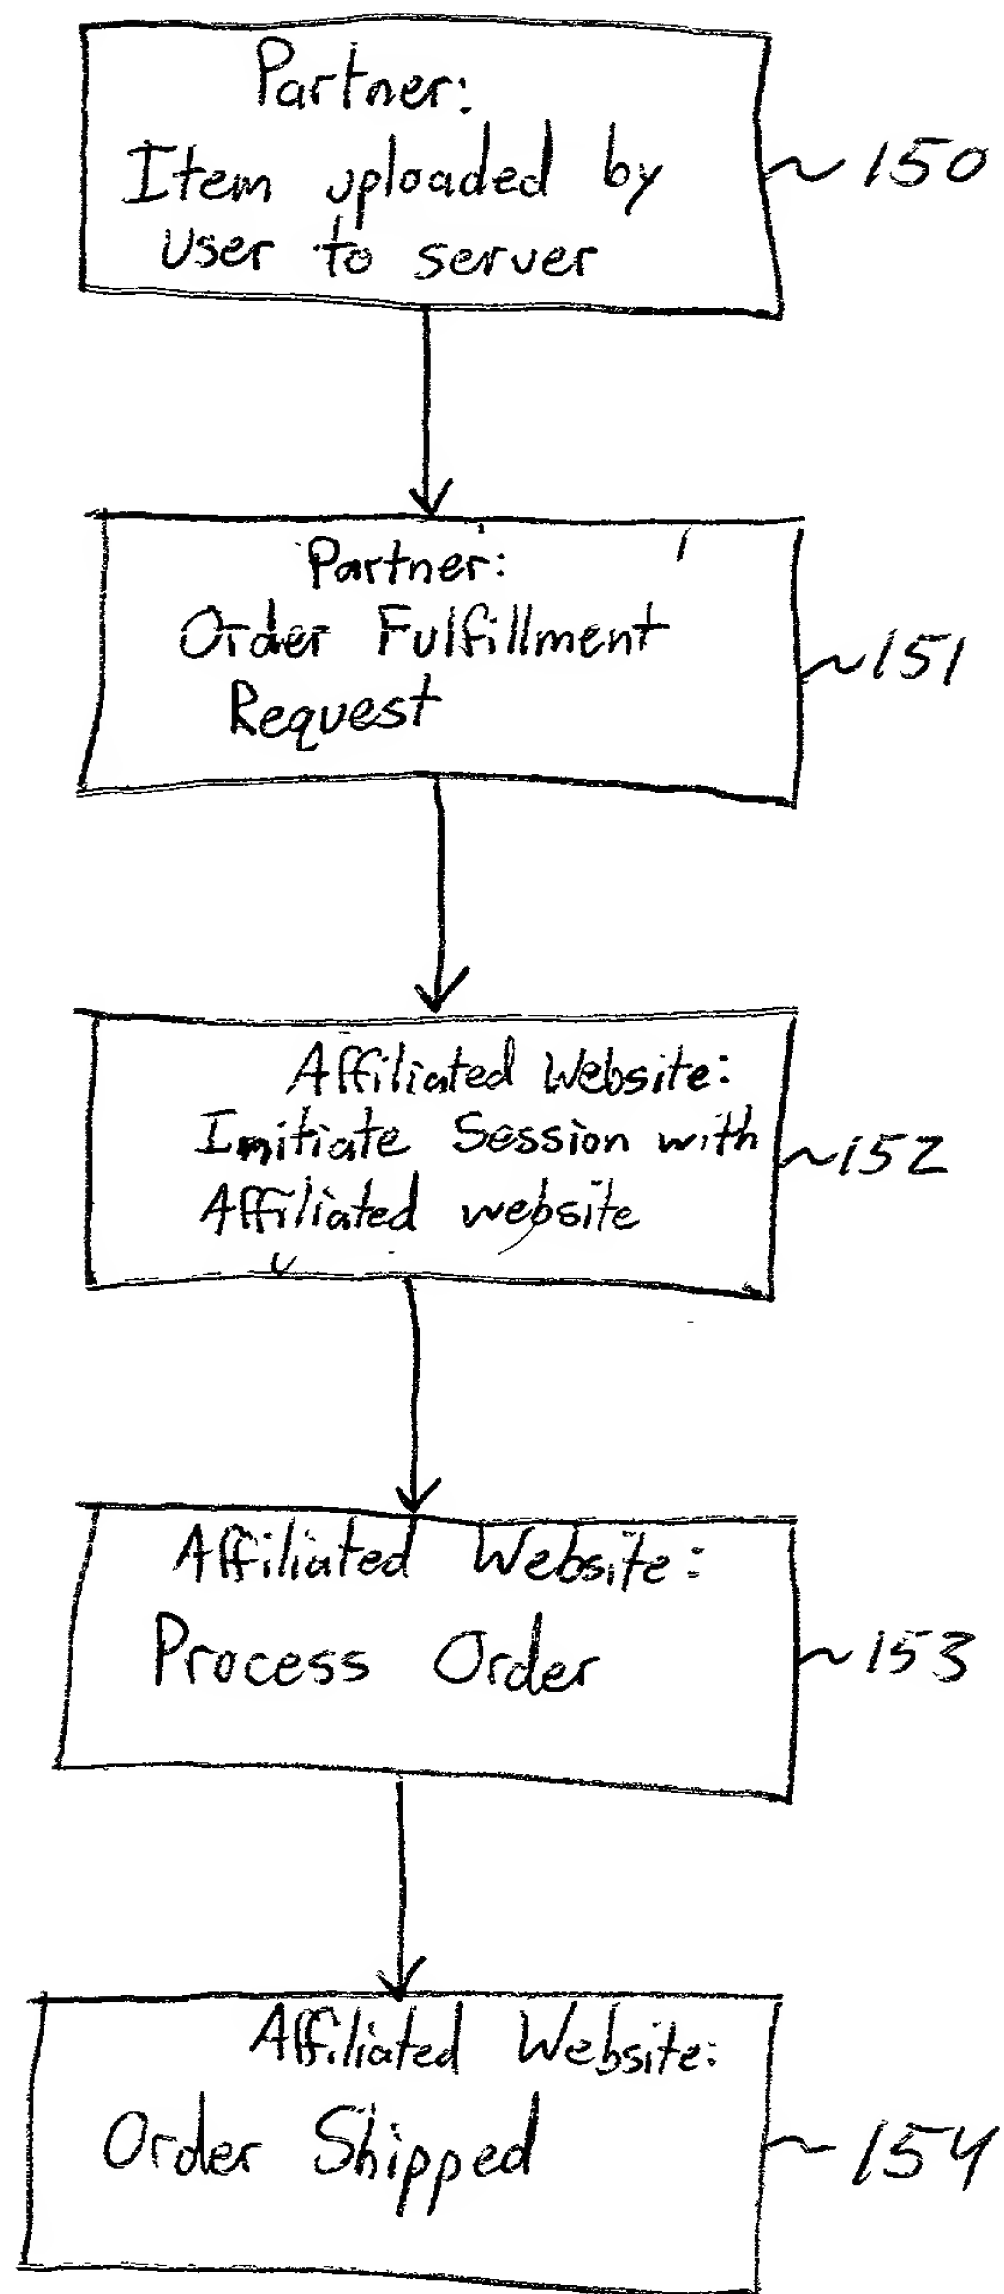 Partner:
Item uploaded by
User to server
150
Partner:
Order Fulfillment
Request
151
Affiliated Website:
Initiate Session with
Affiliated website
152
Affiliated Website:
Process Order
153
Affiliated Website:
Order Shipped
154